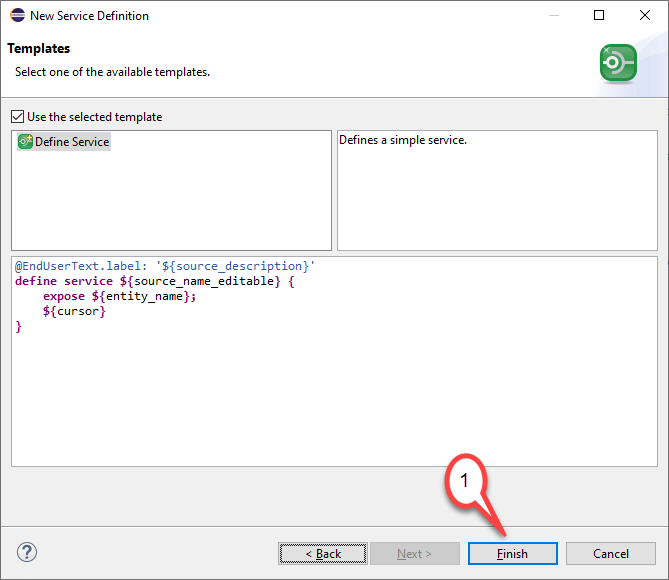 New Service Definition
Templates
Select one of the available templates.
Use the selected template
Define Service
Defines a simple service.
@EndUserText.label: '${source_description}'
define service ${source_name_editable} {
    expose ${entity_name};
    ${cursor}
}
1
?
< Back
Next >
Finish
Cancel